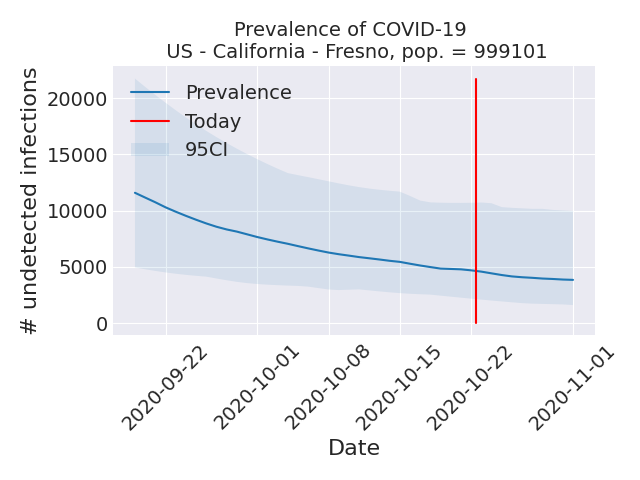 Prevalence of COVID-19
US - California - Fresno, pop. = 999101
# undetected infections
20000
15000
10000
5000
0
Prevalence
Today
95CI
2020-09-22
2020-10-01
2020-10-08
2020-10-15
2020-10-22
2020-11-01
Date